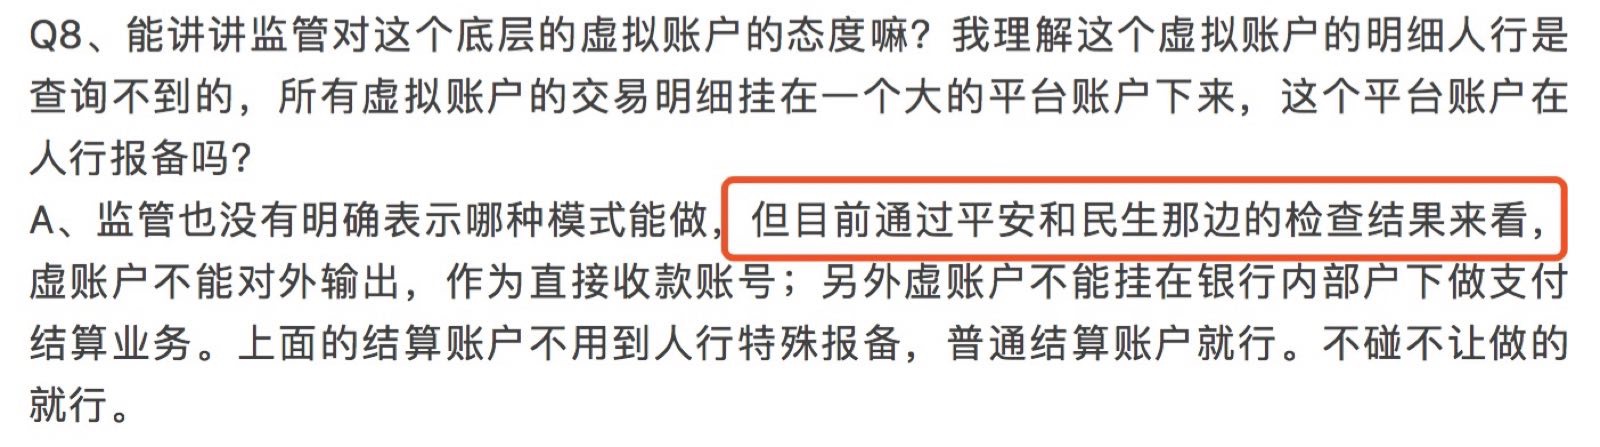 Q8、能讲讲监管对这个底层的虚拟账户的态度嘛？我理解这个虚拟账户的明细人行是
查询不到的，所有虚拟账户的交易明细挂在一个大的平台账户下来，这个平台账户在
人行报备吗？
A、监管也没有明确表示哪种模式能做，但目前通过平安和民生那边的检查结果来看，
虚账户不能对外输出，作为直接收款账号；另外虚账户不能挂在银行内部户下做支付
结算业务。上面的结算账户不用到人行特殊报备，普通结算账户就行。不碰不让做的
就行。